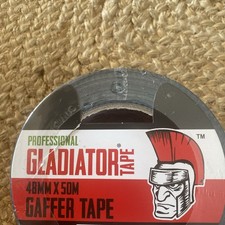 PROFESSIONAL
GLADIATOR®
TAPE
™
48MM X 50M
GAFFER TAPE